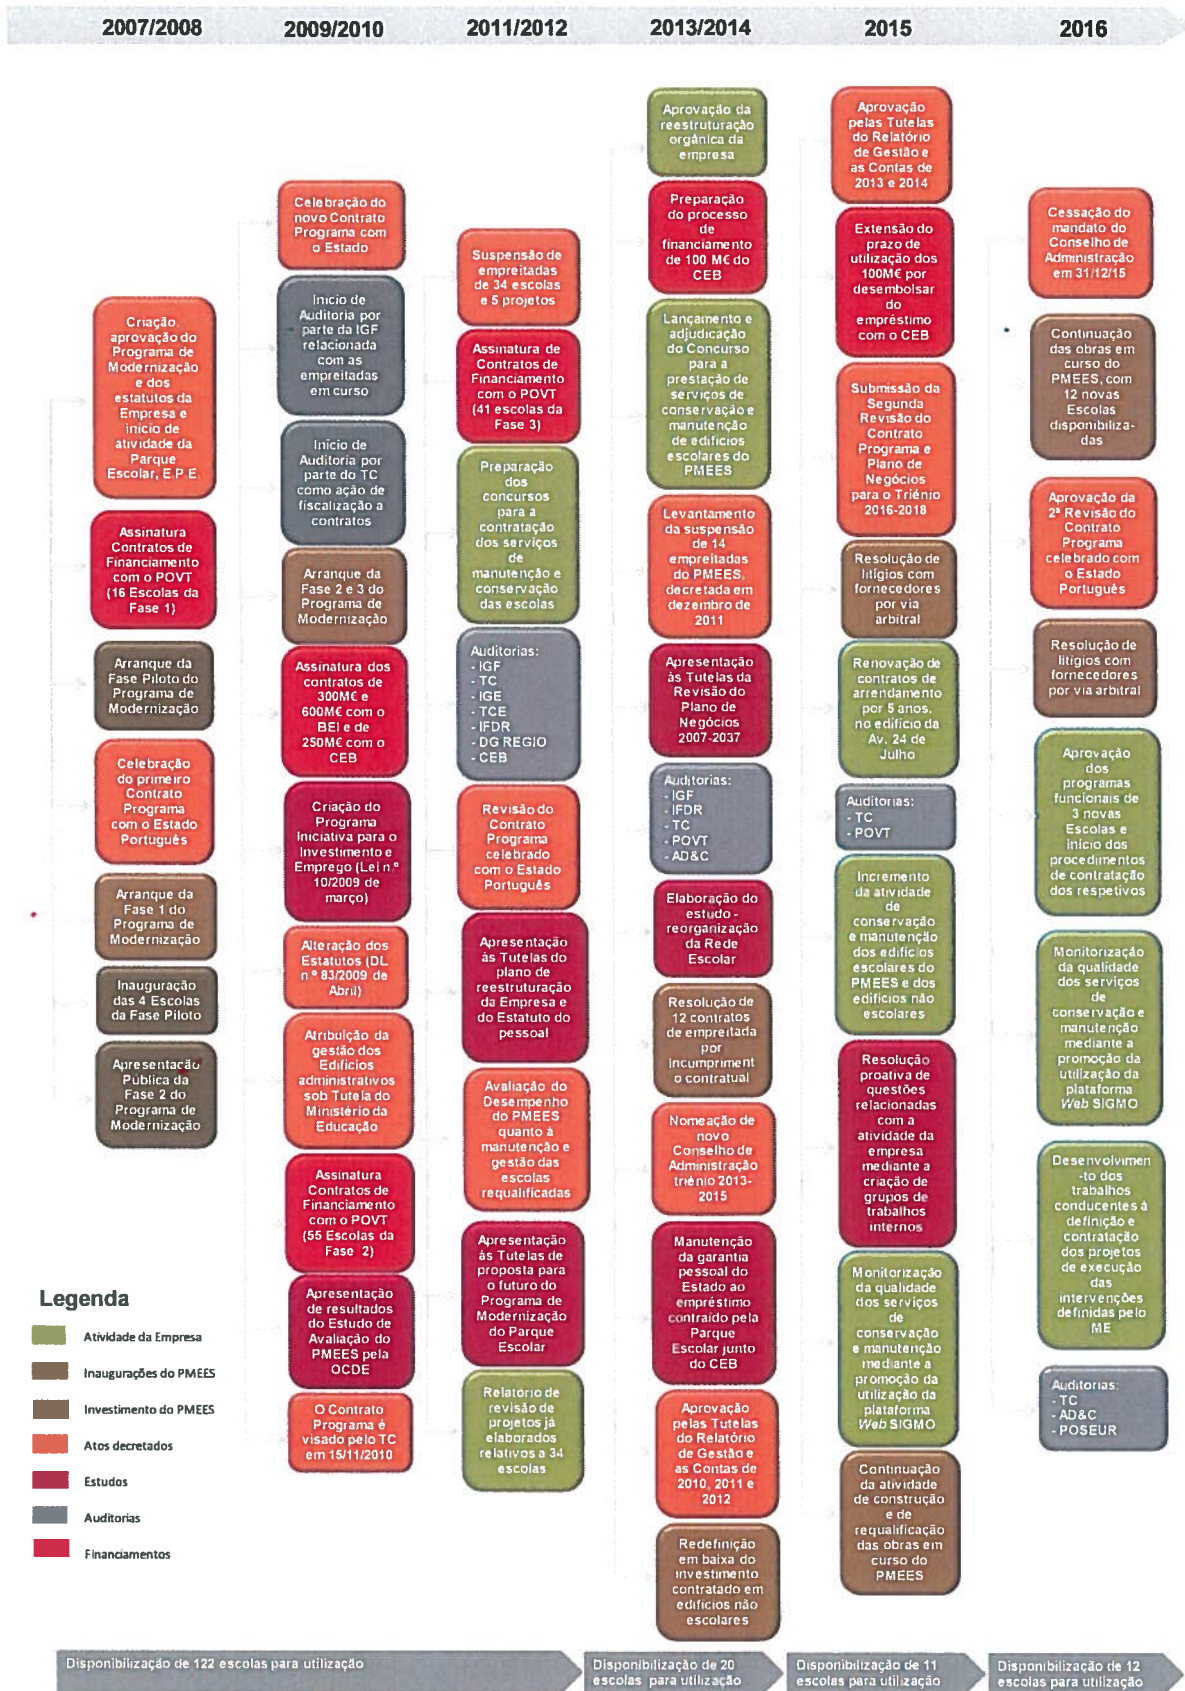 2007/2008
2009/2010
2011/2012
2013/2014
2015
2016
Criação,
aprovação do
Programa de
Modernização
e dos
estatutos da
Empresa e
início de
atividade da
Parque
Escolar, E.P.E.
Assinatura
Contratos de
Financiamento
com o POVT
(16 Escolas da
Fase 1)
Arranque da
Fase Piloto do
Programa de
Modernização
Celebração
do primeiro
Contrato
Programa
com o Estado
Português
Arranque da
Fase 1 do
Programa de
Modernização
Inauguração
das 4 Escolas
da Fase Piloto
Apresentação
Pública da
Fase 2 do
Programa de
Modernização
Celebração do
novo Contrato
Programa com
o Estado
Início de
Auditoria por
parte da IGF
relacionada
com as
empreitadas
em curso
Início de
Auditoria por
parte do TC
como ação de
fiscalização a
contratos
Arranque da
Fase 2 e 3 do
Programa de
Modernização
Assinatura dos
contratos de
300M€ e
600M€ com o
BEI e de
250M€ com o
CEB
Criação do
Programa
Iniciativa para o
Investimento e
Emprego (Lei nº
10/2009 de
março)
Alteração dos
Estatutos (DL
nº 83/2009 de
Abril)
Atribuição da
gestão dos
Edifícios
administrativos
sob Tutela do
Ministério da
Educação
Assinatura
Contratos de
Financiamento
com o POVT
(55 Escolas da
Fase 2)
Apresentação
de resultados
do Estudo de
Avaliação do
PMEES pela
OCDE
O Contrato
Programa é
visado pelo TC
em 15/11/2010
Suspensão de
empreitadas
de 34 escolas
e 5 projetos
Assinatura de
Contratos de
Financiamento
com o POVT
(41 escolas da
Fase 3)
Preparação
dos
concursos
para a
contratação
dos serviços
de
manutenção e
conservação
das escolas
Auditorias:
- IGF
- TC
- IGE
- TCE
- IFDR
- DG REGIO
- CEB
Revisão do
Contrato
Programa
celebrado
com o Estado
Português
Apresentação
às Tutelas do
plano de
reestruturação
da Empresa e
do Estatuto do
pessoal
Avaliação do
Desempenho
do PMEES
quanto à
manutenção e
gestão das
escolas
requalificadas
Apresentação
às Tutelas de
proposta para
o futuro do
Programa de
Modernização
do Parque
Escolar
Relatório de
revisão de
projetos já
elaborados
relativos a 34
escolas
Aprovação da
reestruturação
orgânica da
empresa
Preparação
do processo
de
financiamento
de 100 M€ do
CEB
Lançamento e
adjudicação
do Concurso
para a
prestação de
serviços de
conservação e
manutenção
de edifícios
escolares do
PMEES
Levantamento
da suspensão
de 14
empreitadas
do PMEES,
decretada em
dezembro de
2011
Apresentação
às Tutelas da
Revisão do
Plano de
Negócios
2007-2037
Auditorias:
- IGF
- IFDR
- TC
- POVT
- AD&C
Elaboração do
estudo -
reorganização
da Rede
Escolar
Resolução de
12 contratos
de empreitada
por
incumpriment
o contratual
Nomeação de
novo
Conselho de
Administração
triénio 2013-
2015
Manutenção
da garantia
pessoal do
Estado ao
empréstimo
contraído pela
Parque
Escolar junto
do CEB
Aprovação
pelas Tutelas
do Relatório
de Gestão e
as Contas de
2010, 2011 e
2012
Redefinição
em baixa do
investimento
contratado em
edifícios não
escolares
Aprovação
pelas Tutelas
do Relatório
de Gestão e
as Contas de
2013 e 2014
Extensão do
prazo de
utilização dos
100M€ por
desembolsar
do
empréstimo
com o CEB
Submissão da
Segunda
Revisão do
Contrato
Programa e
Plano de
Negócios
para o Triénio
2016-2018
Resolução de
litígios com
fornecedores
por via
arbitral
Renovação de
contratos de
arrendamento
por 5 anos,
no edifício da
Av. 24 de
Julho
Auditorias:
- TC
- POVT
Incremento
da atividade
de
conservação
e manutenção
dos edifícios
escolares do
PMEES e dos
edifícios não
escolares
Resolução
proativa de
questões
relacionadas
com a
atividade da
empresa
mediante a
criação de
grupos de
trabalhos
internos
Monitorização
da qualidade
dos serviços
de
conservação
e manutenção
mediante a
promoção da
utilização da
plataforma
Web SIGMO
Continuação
da atividade
de construção
e de
requalificação
das obras em
curso do
PMEES
Cessação do
mandato do
Conselho de
Administração
em 31/12/15
Continuação
das obras em
curso do
PMEES, com
12 novas
Escolas
disponibiliza-
das
Aprovação da
2ª Revisão do
Contrato
Programa
celebrado com
o Estado
Português
Resolução de
litígios com
fornecedores
por via arbitral
Aprovação
dos
programas
funcionais de
3 novas
Escolas e
Início dos
procedimentos
de contratação
dos respetivos
Monitorização
da qualidade
dos serviços
de
conservação e
manutenção
mediante a
promoção da
utilização da
plataforma
Web SIGMO
Desenvolvimen
-to dos
trabalhos
conducentes à
definição e
contratação
dos projetos
de execução
das
intervenções
definidas pelo
ME
Auditorias:
- TC
- AD&C
- POSEUR
Legenda
Atividade da Empresa
Inaugurações do PMEES
Investimento do PMEES
Atos decretados
Estudos
Auditorias
Financiamentos
Disponibilização de 122 escolas para utilização
Disponibilização de 20
escolas para utilização
Disponibilização de 11
escolas para utilização
Disponibilização de 12
escolas para utilização